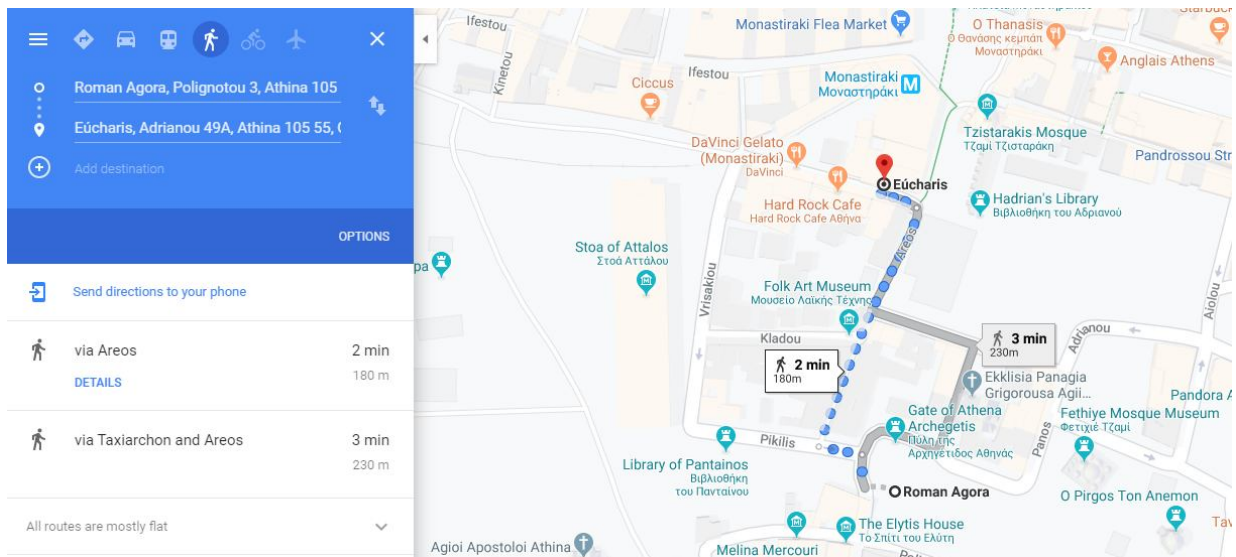 Roman Agora, Polignotou 3, Athina 105
Eúcharis, Adrianou 49A, Athina 105 55, (
Add destination
OPTIONS
Send directions to your phone
via Areos
2 min
DETAILS
180 m
via Taxiarchon and Areos
3 min
230 m
All routes are mostly flat
Ifestou
Kinetou
Monastiraki Flea Market
O Thanasis
Ο Θανάσης κεμπάπ
Μοναστηράκι
Anglais Athens
Ciccus
Ifestou
Monastiraki
Μοναστηράκι
M
Tzistarakis Mosque
Τζαμί Τζισταράκη
Pandrossou Str
DaVinci Gelato
(Monastiraki)
DaVinci
Eúcharis
Hard Rock Cafe
Hard Rock Cafe Αθήνα
Hadrian's Library
Βιβλιοθήκη του Αδριανού
Stoa of Attalos
Στοά Αττάλου
pa
Areos
Vrisakiou
Folk Art Museum
Μουσείο Λαϊκής Τέχνης
Aiolou
Kladou
3 min
230m
Adrianou
2 min
180m
Ekklisia Panagia
Grigorousa Agii...
Pandora A
Gate of Athena
Archegetis
Πύλη της
Αρχηγέτιδος Αθηνάς
Fethiye Mosque Museum
Φετιχιέ Τζαμί
Panos
Pikilis
Library of Pantainos
Βιβλιοθήκη
του Πανταίνου
Roman Agora
O Pirgos Ton Anemon
The Elytis House
Το Σπίτι του Ελύτη
Tav
Agioi Apostoloi Athina
Melina Mercouri